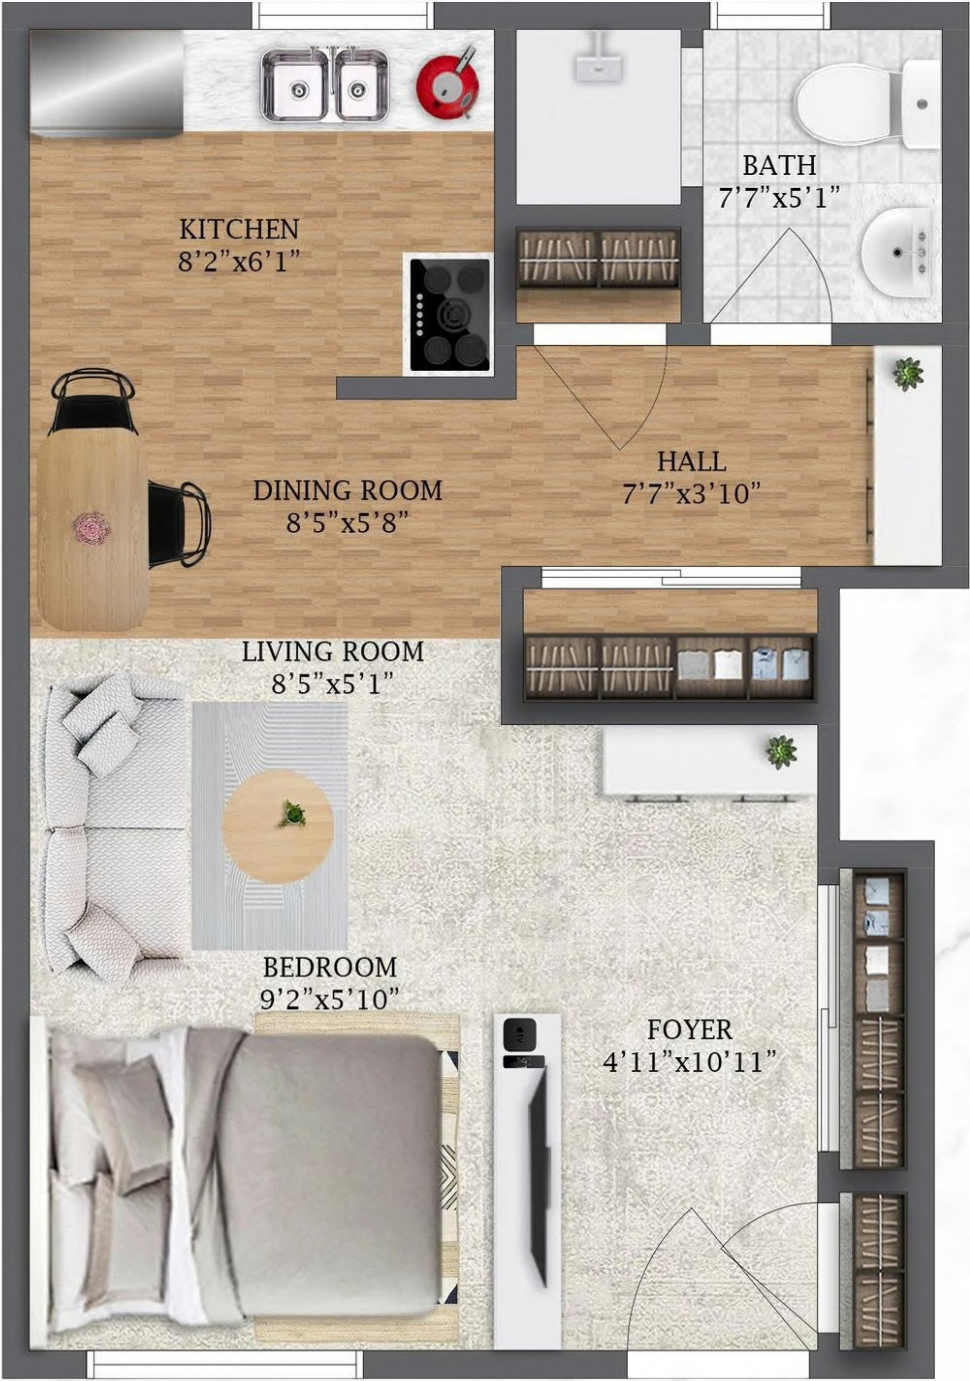 BATH
7’7”x5’1”
KITCHEN
8’2”x6’1”
HALL
7’7”x3’10”
DINING ROOM
8’5”x5’8”
LIVING ROOM
8’5”x5’1”
BEDROOM
9’2”x5’10”
FOYER
4’11”x10’11”